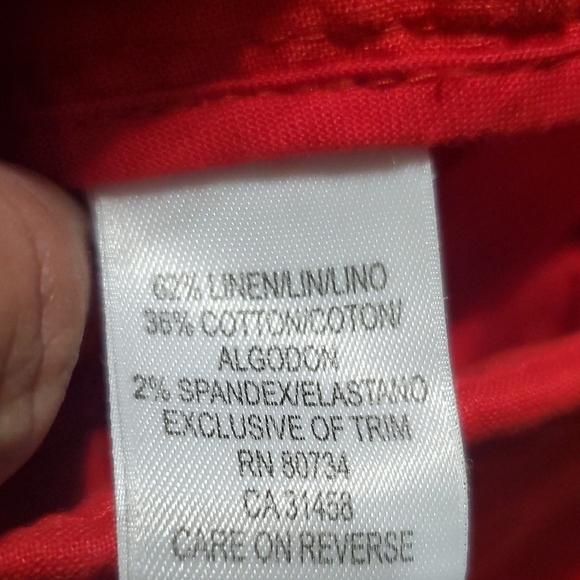 62% LINEN/LIN/LINO
36% COTTON/COTON/
ALGODON
2% SPANDEX/ELASTANO
EXCLUSIVE OF TRIM
RN 80734
CA 31458
CARE ON REVERSE